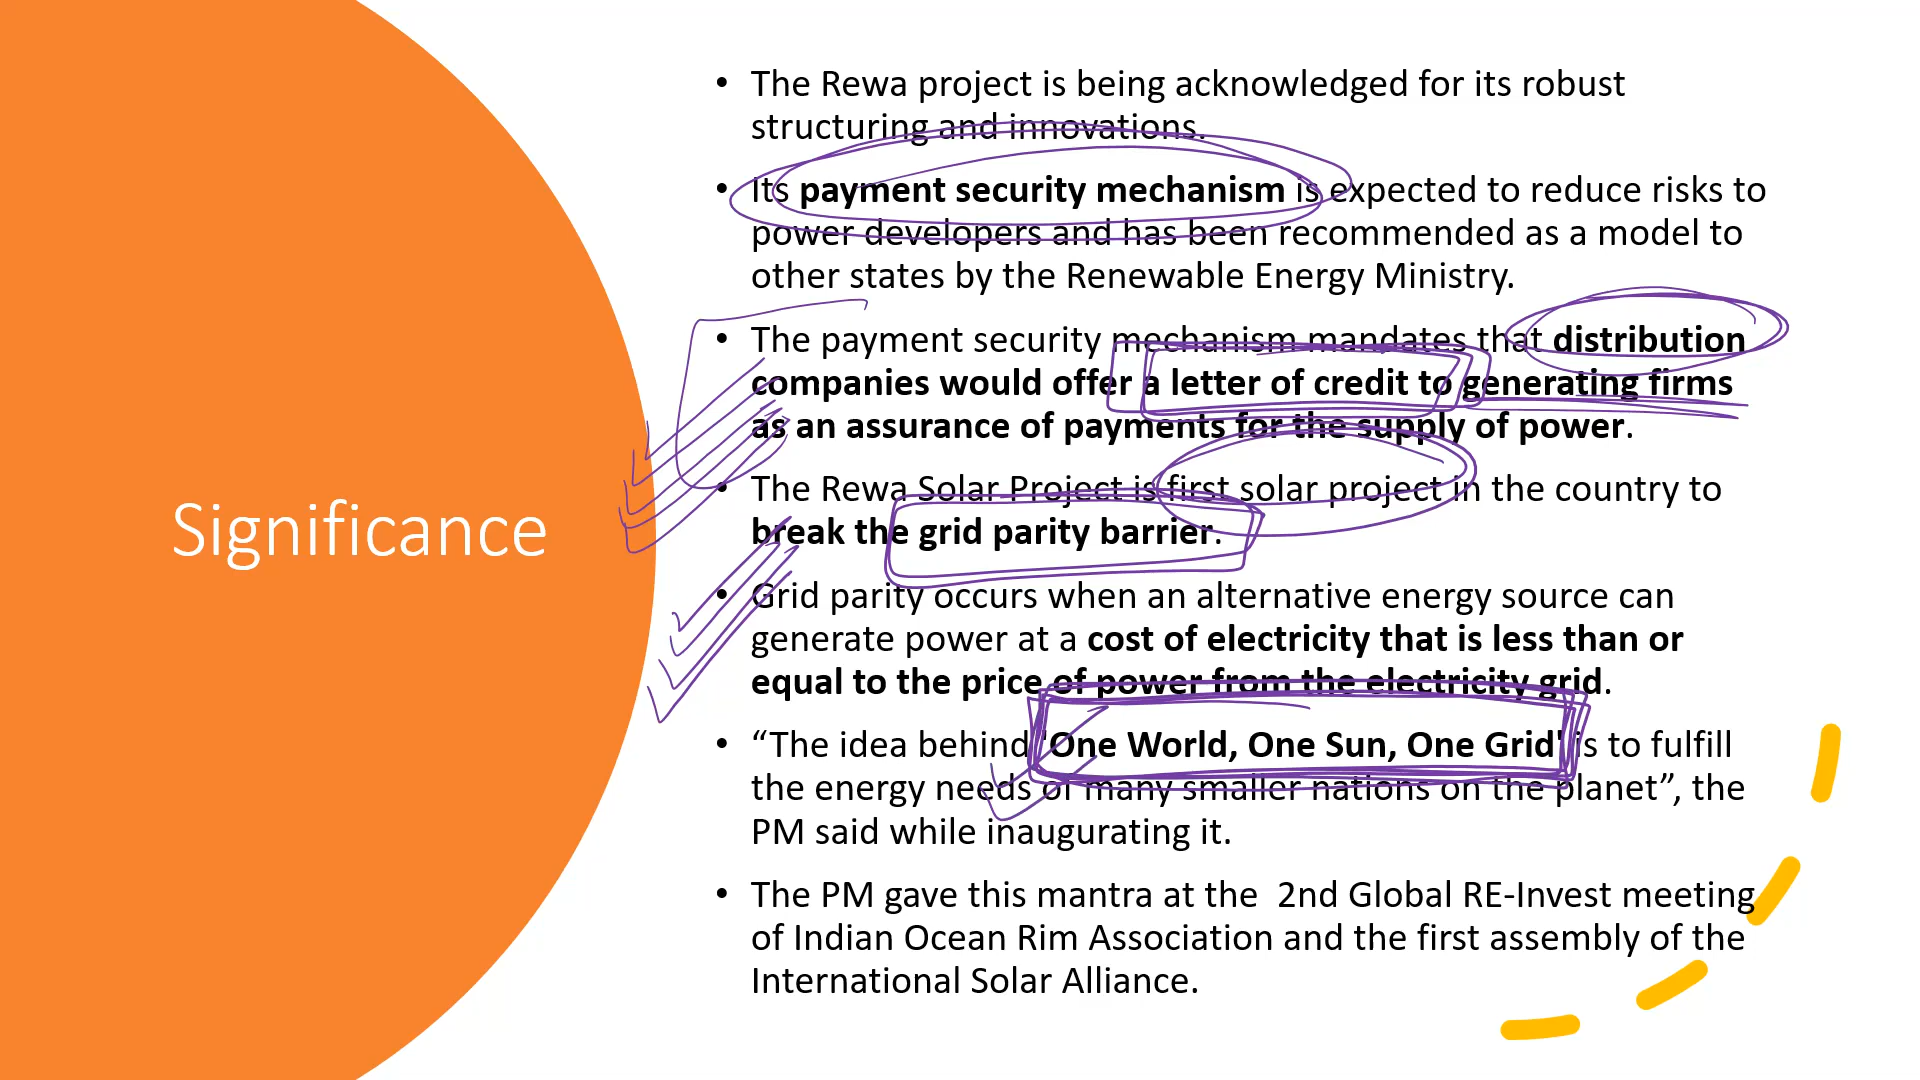 Significance
• The Rewa project is being acknowledged for its robust
structuring and innovations.
• Its payment security mechanism is expected to reduce risks to
power developers and has been recommended as a model to
other states by the Renewable Energy Ministry.
• The payment security mechanism mandates that distribution
companies would offer a letter of credit to generating firms
as an assurance of payments for the supply of power.
• The Rewa Solar Project is first solar project in the country to
break the grid parity barrier.
• Grid parity occurs when an alternative energy source can
generate power at a cost of electricity that is less than or
equal to the price of power from the electricity grid.
• “The idea behind 'One World, One Sun, One Grid' is to fulfill
the energy needs of many smaller nations on the planet”, the
PM said while inaugurating it.
• The PM gave this mantra at the  2nd Global RE-Invest meeting
of Indian Ocean Rim Association and the first assembly of the
International Solar Alliance.